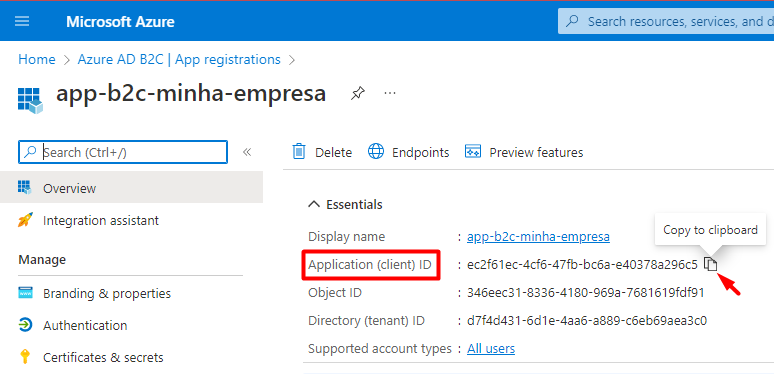 Microsoft Azure
Search resources, services, and d
Home > Azure AD B2C | App registrations >
app-b2c-minha-empresa ...
Search (Ctrl+/) «
Delete Endpoints Preview features
Overview
Integration assistant
Manage
Branding & properties
Authentication
Certificates & secrets
Essentials
Copy to clipboard
Display name : app-b2c-minha-empresa
Application (client) ID : ec2f61ec-4cf6-47fb-bc6a-e40378a296c5
Object ID : 346eec31-8336-4180-969a-7681619fdf91
Directory (tenant) ID : d7f4d431-6d1e-4aa6-a889-c6eb69aea3c0
Supported account types : All users